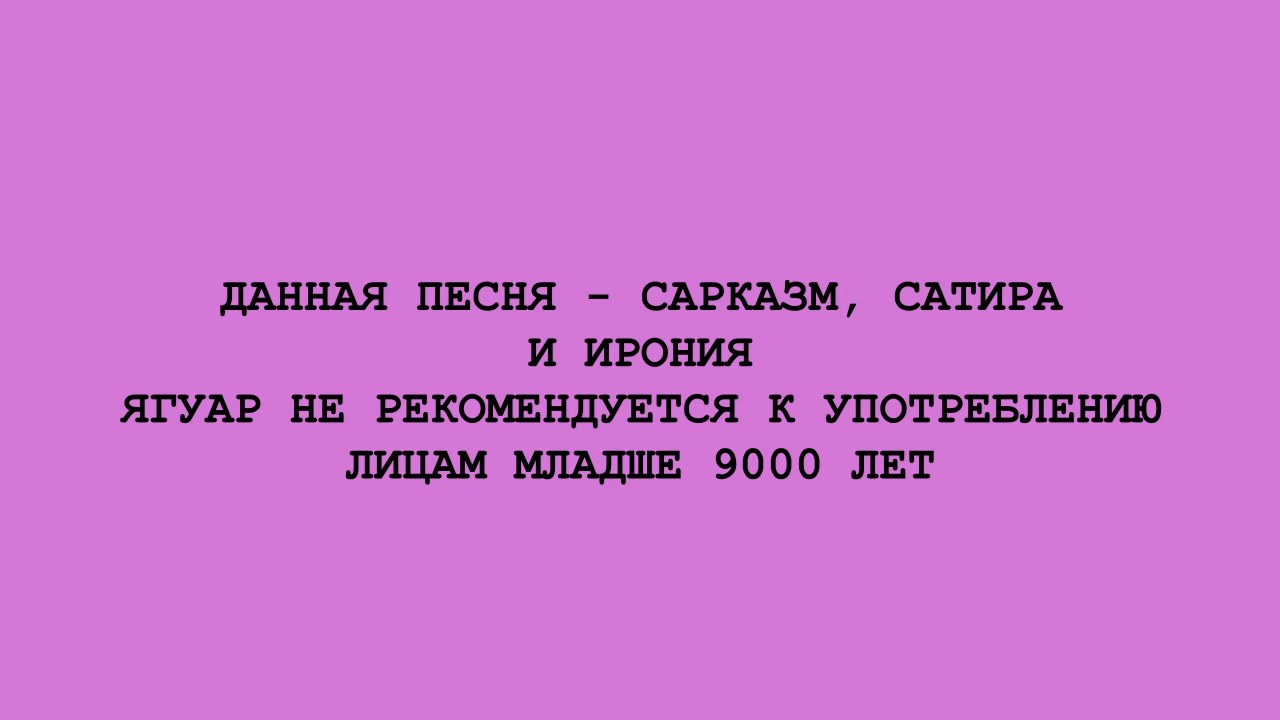 ДАННАЯ ПЕСНЯ - САРКАЗМ, САТИРА
И ИРОНИЯ
ЯГУАР НЕ РЕКОМЕНДУЕТСЯ К УПОТРЕБЛЕНИЮ
ЛИЦАМ МЛАДШЕ 9000 ЛЕТ